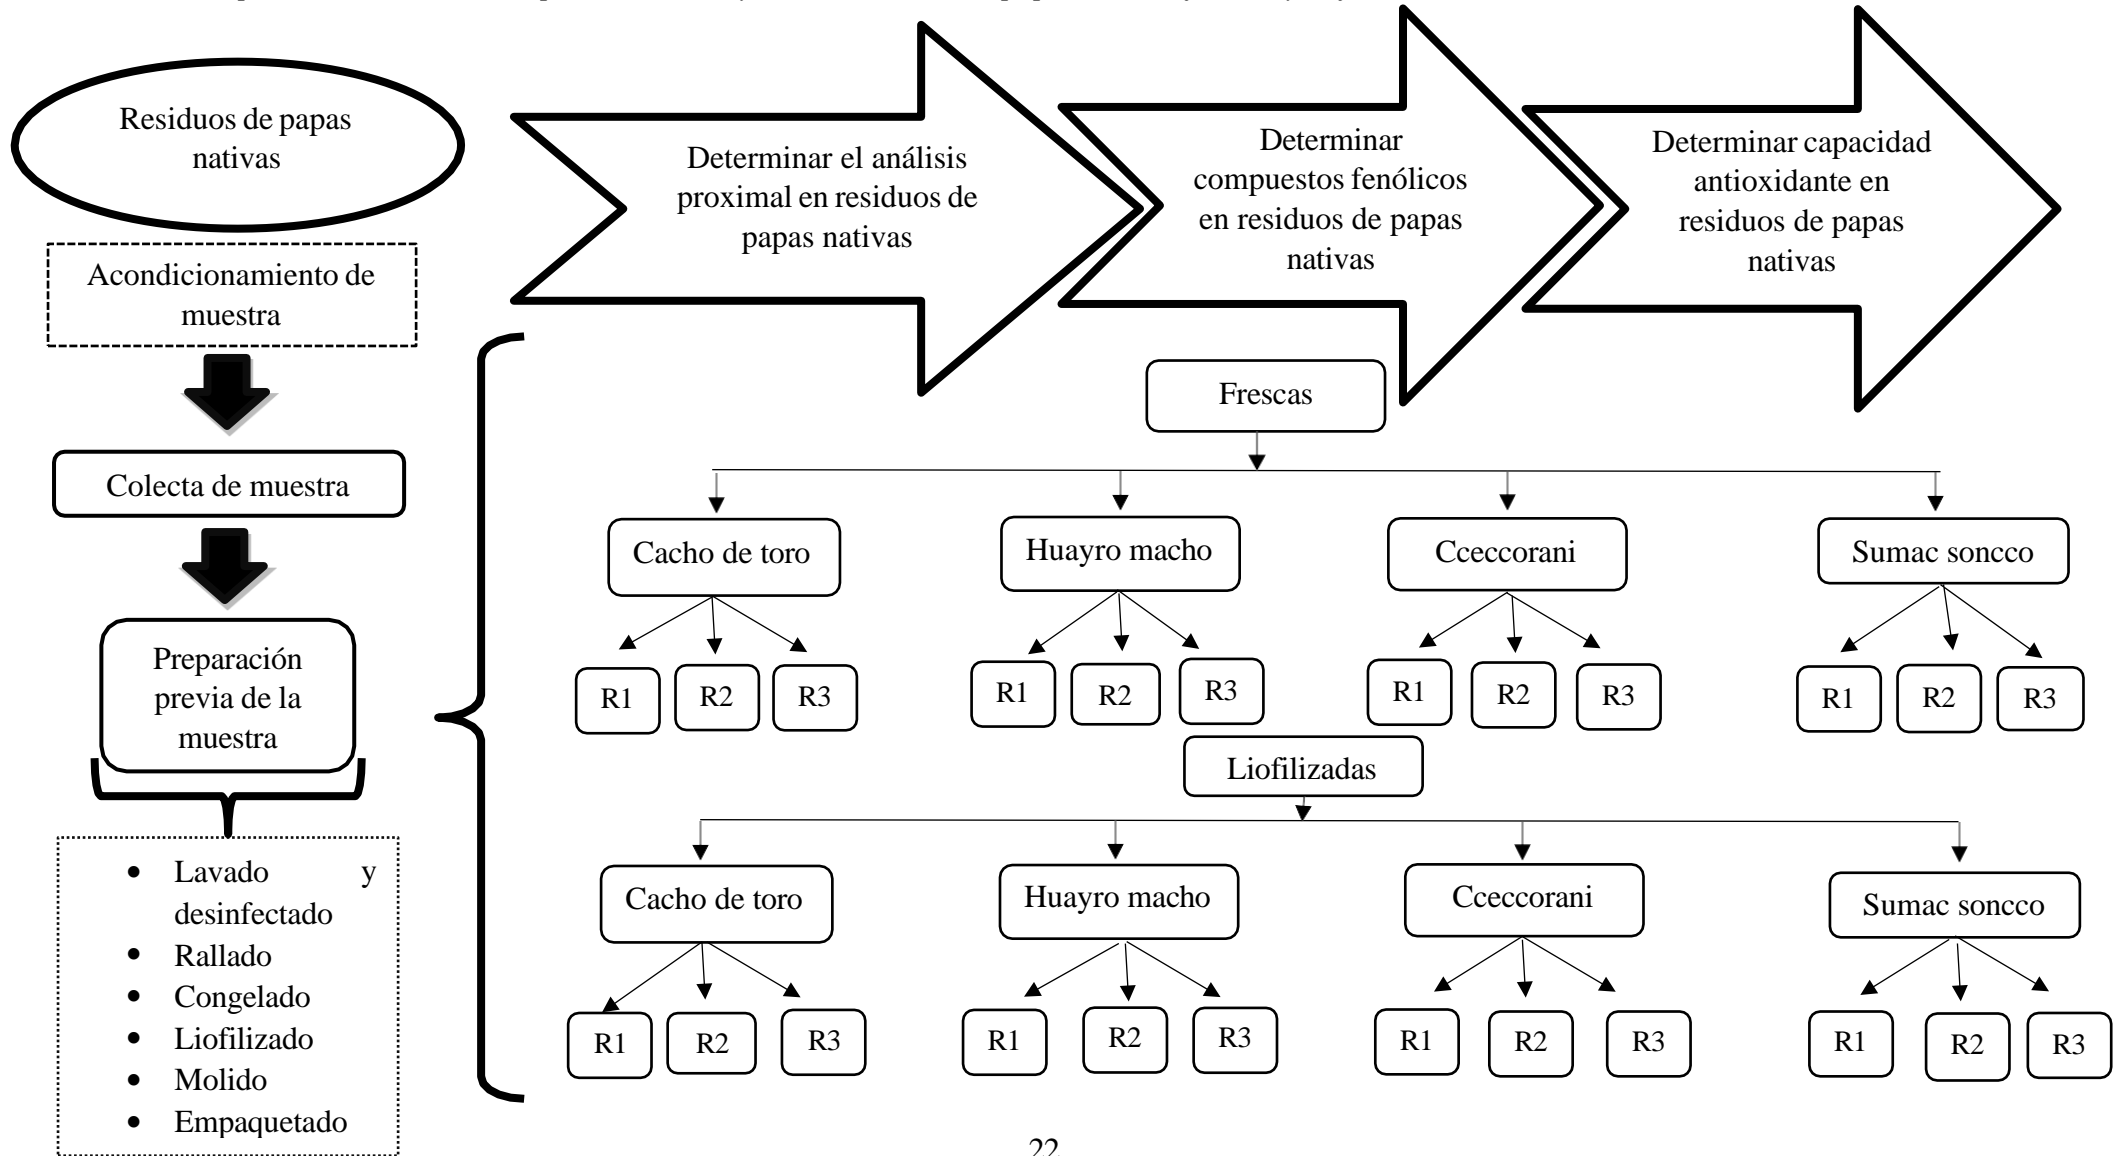 Residuos de papas
nativas
Acondicionamiento de
muestra
Colecta de muestra
Preparación
previa de la
muestra
• Lavado y
desinfectado
• Rallado
• Congelado
• Liofilizado
• Molido
• Empaquetado
Determinar el análisis
proximal en residuos de
papas nativas
Determinar
compuestos fenólicos
en residuos de papas
nativas
Determinar capacidad
antioxidante en
residuos de papas
nativas
Frescas
Cacho de toro
Huayro macho
Cceccorani
Sumac soncco
R1 R2 R3
R1 R2 R3
R1 R2 R3
R1 R2 R3
Liofilizadas
Cacho de toro
Huayro macho
Cceccorani
Sumac soncco
R1 R2 R3
R1 R2 R3
R1 R2 R3
R1 R2 R3
22